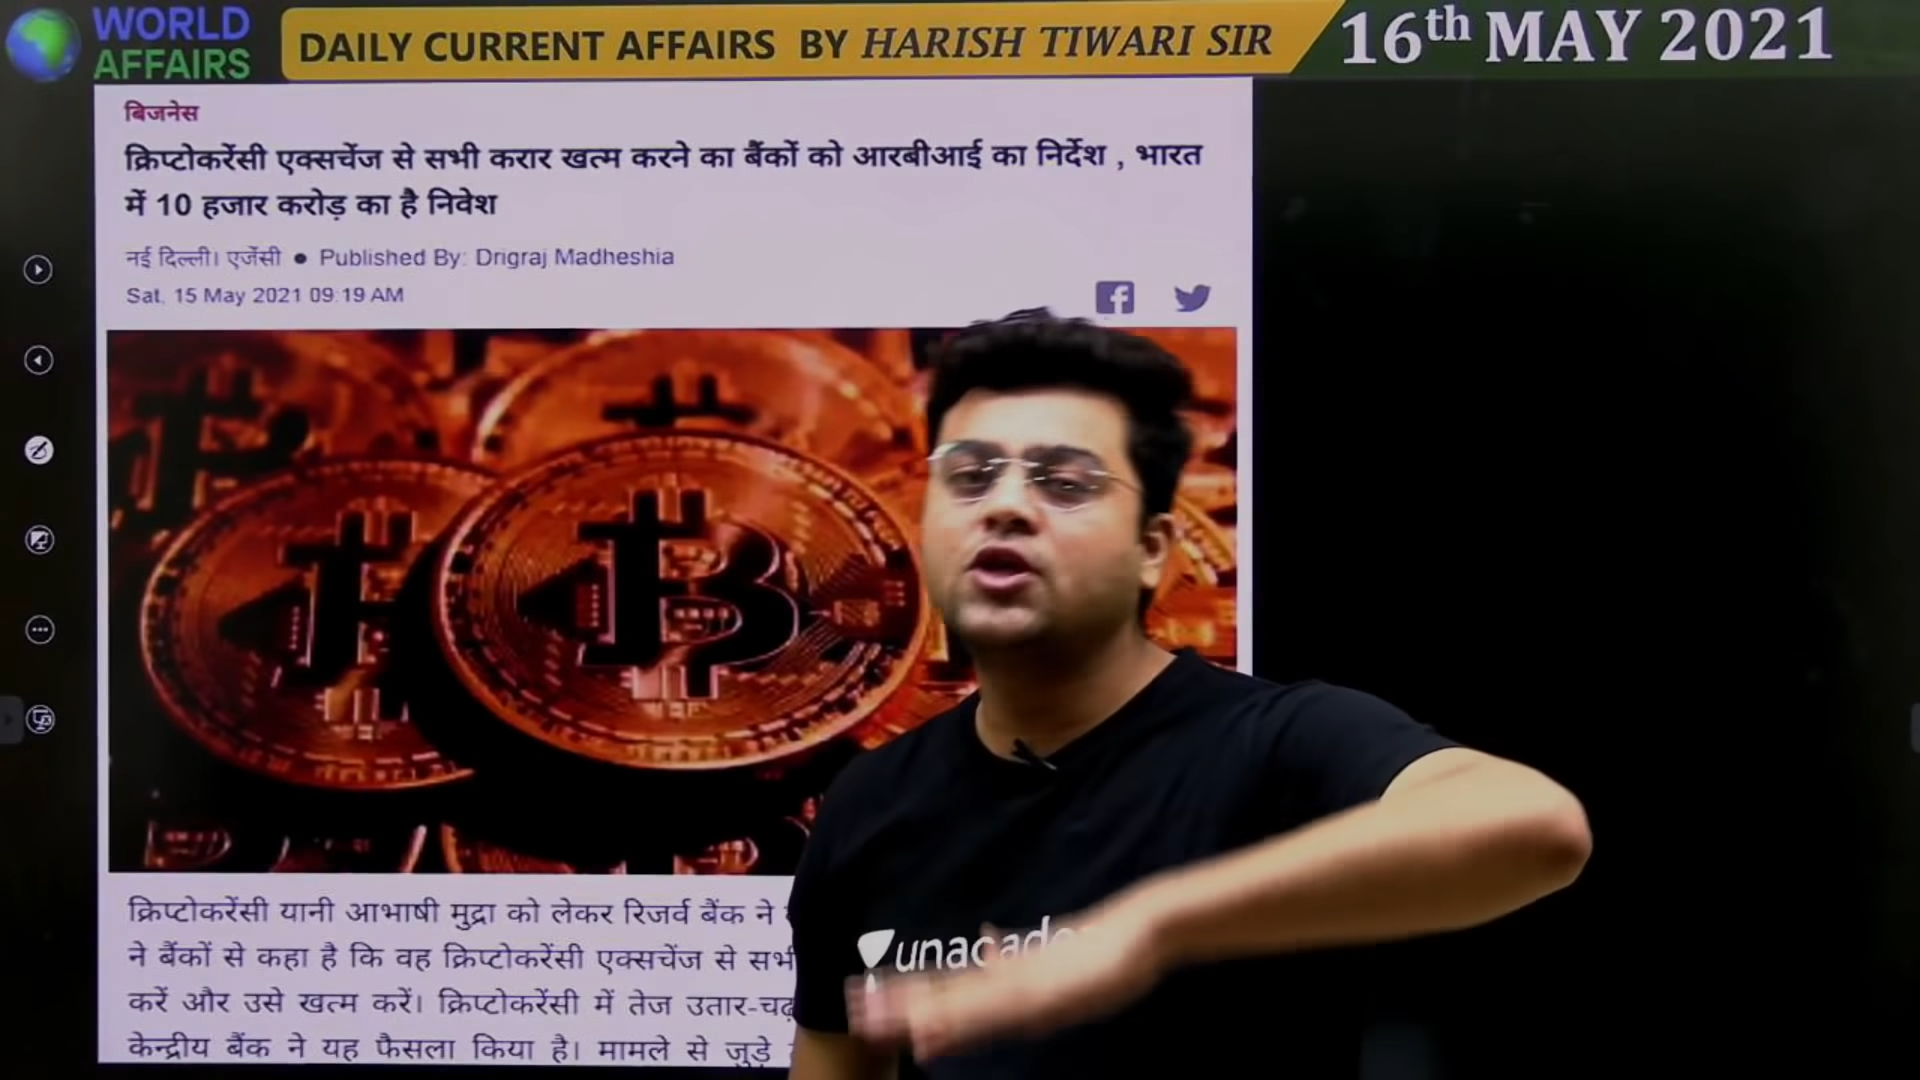 WORLD
AFFAIRS
DAILY CURRENT AFFAIRS BY HARISH TIWARI SIR
16th MAY 2021
बिजनेस
क्रिप्टोकरेंसी एक्सचेंज से सभी करार खत्म करने का बैंकों को आरबीआई का निर्देश , भारत
में 10 हजार करोड़ का है निवेश
नई दिल्ली। एजेंसी ● Published By: Drigraj Madheshia
Sat, 15 May 2021 09:19 AM
क्रिप्टोकरेंसी यानी आभाषी मुद्रा को लेकर रिजर्व बैंक ने
ने बैंकों से कहा है कि वह क्रिप्टोकरेंसी एक्सचेंज से सभी
करें और उसे खत्म करें। क्रिप्टोकरेंसी में तेज उतार-चढ़
केन्द्रीय बैंक ने यह फैसला किया है। मामले से जुड़े
unacade